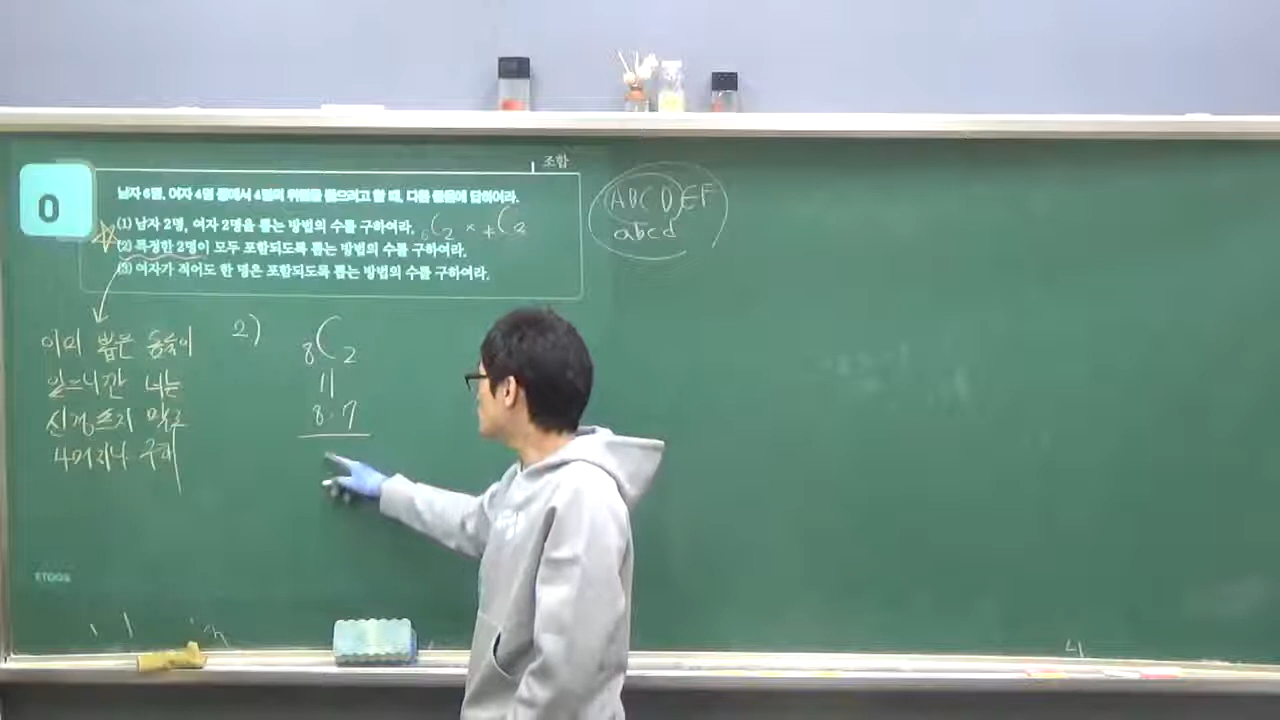 조합
0
남자 6명, 여자 4명 중에서 4명의 위원을 뽑으려고 할 때, 다음 물음에 답하여라.
(1) 남자 2명, 여자 2명을 뽑는 방법의 수를 구하여라. ₆C₂ × ₄C₂
(2) 특정한 2명이 모두 포함되도록 뽑는 방법의 수를 구하여라.
(3) 여자가 적어도 한 명은 포함되도록 뽑는 방법의 수를 구하여라.
ABCDEF
abcd
이미 뽑은 놈들이
있으니깐 너는
신경쓰지 말고
나머지나 구해
2)
₈C₂
||
8·7
ETOOS